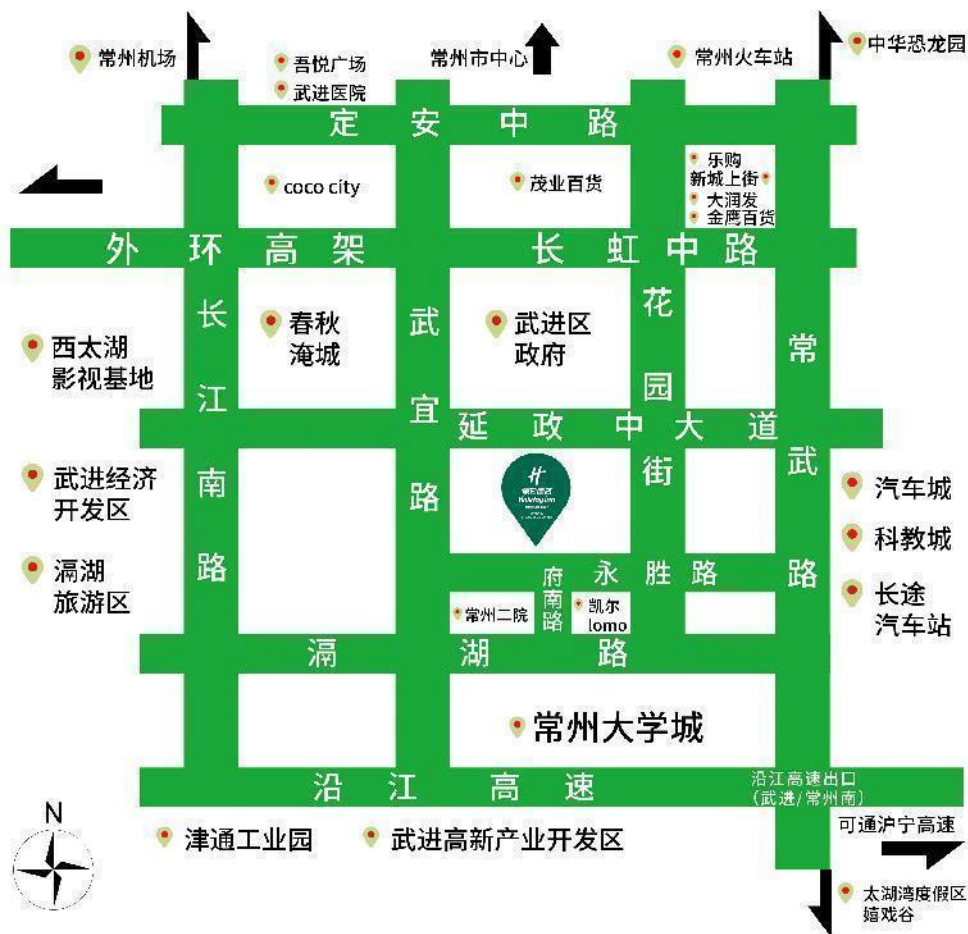 常州机场
吾悦广场
武进医院
常州市中心
常州火车站
中华恐龙园
定安中路
coco city
茂业百货
乐购
新城上街
大润发
金鹰百货
外环高架
长虹中路
长江南路
武宜路
花园街
常武路
春秋
淹城
武进区
政府
西太湖
影视基地
延政中大道
武进经济
开发区
滆湖
旅游区
Holiday Inn
汽车城
科教城
长途
汽车站
永胜路
府南路
常州二院
凯尔
lomo
滆湖路
常州大学城
沿江高速
沿江高速出口
(武进/常州南)
可通沪宁高速
N
津通工业园
武进高新产业开发区
太湖湾度假区
嬉戏谷